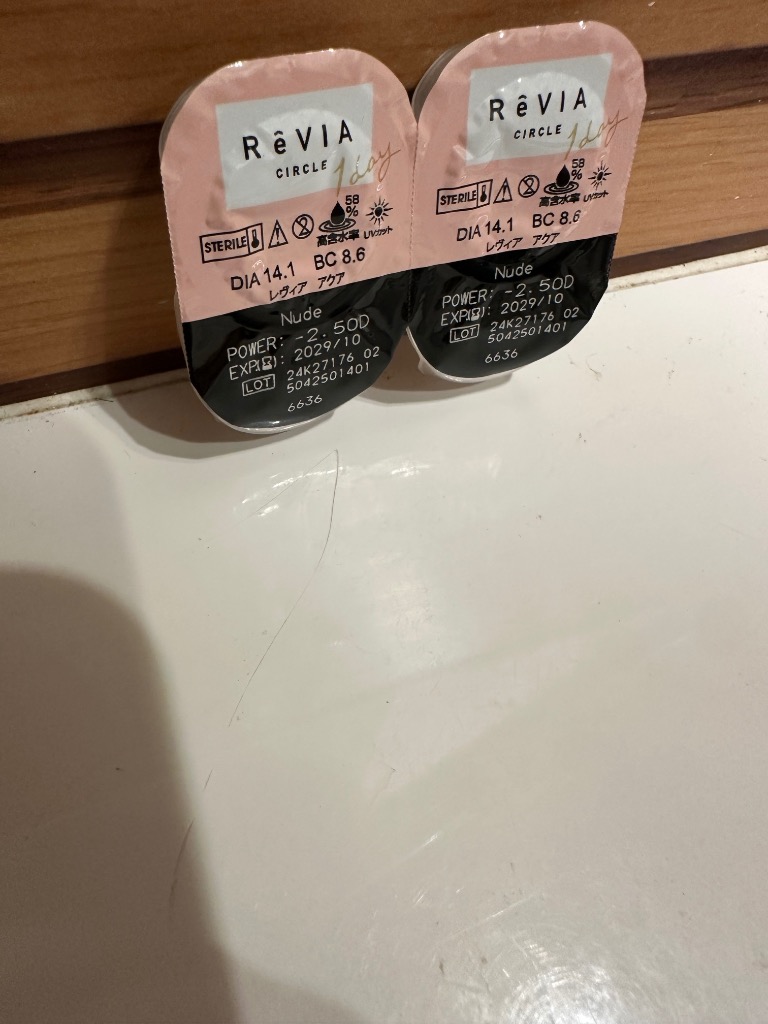 RêVIA
CIRCLE
1day
STERILE
58
%
高含水率
UVカット
DIA 14.1 BC 8.6
レヴィア アクア
Nude
POWER: -2.50D
EXP(⌛): 2029/10
LOT 24K27176 02
5042501401
6636
RêVIA
CIRCLE
1day
STERILE
58
%
高含水率
UVカット
DIA 14.1 BC 8.6
レヴィア アクア
Nude
POWER: -2.50D
EXP(⌛): 2029/10
LOT 24K27176 02
5042501401
6636